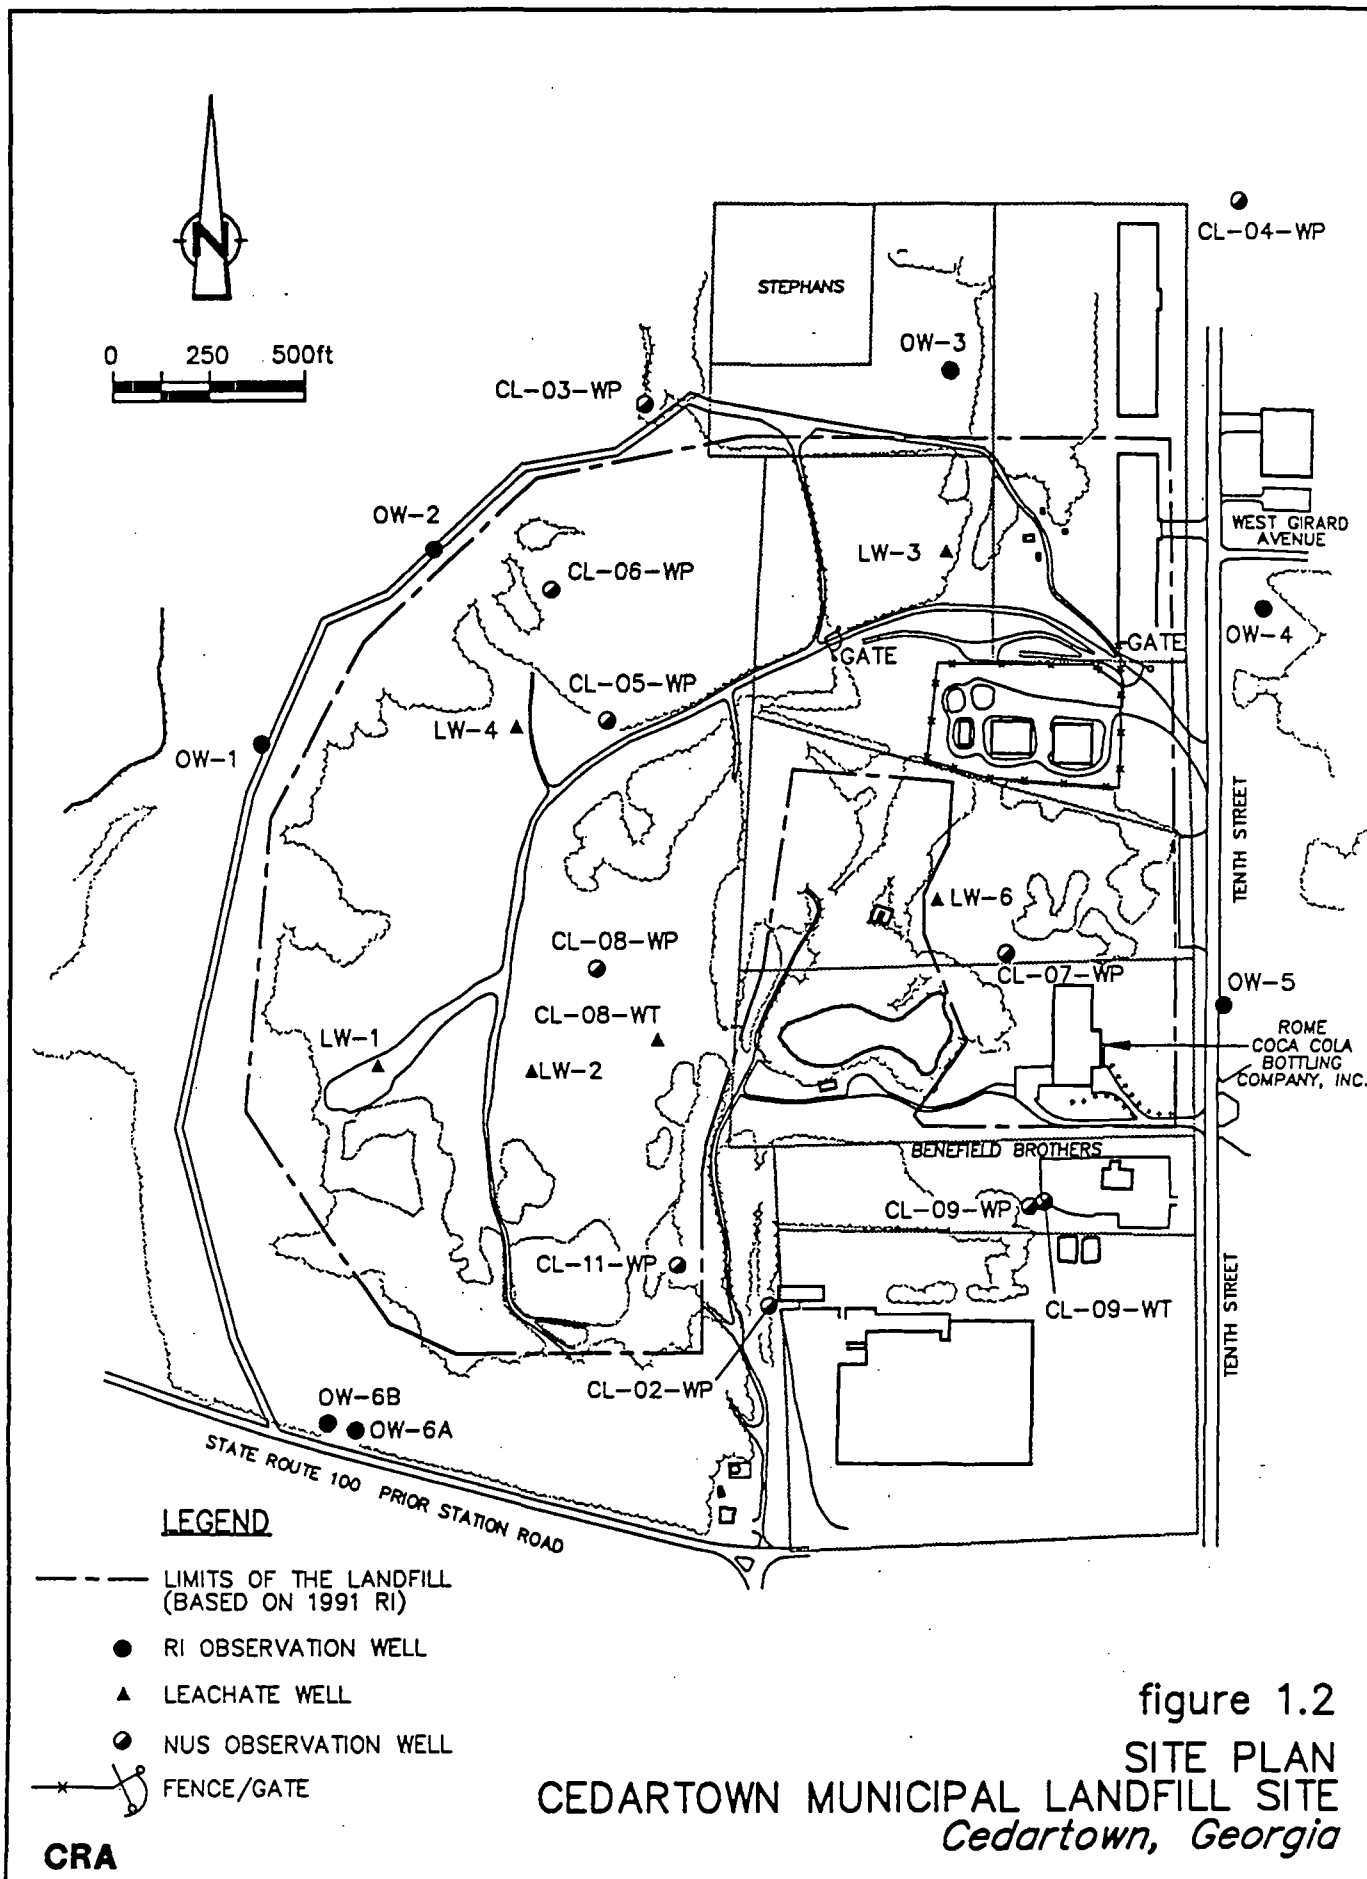 CL-04-WP
N
STEPHANS
0 250 500ft
OW-3
CL-03-WP
OW-2
WEST GIRARD
AVENUE
LW-3
CL-06-WP
OW-4
GATE
GATE
CL-05-WP
LW-4
OW-1
TENTH STREET
LW-6
CL-08-WP
CL-07-WP
OW-5
CL-08-WT
ROME
COCA COLA
BOTTLING
COMPANY, INC.
LW-1
LW-2
BENEFIELD BROTHERS
CL-09-WP
CL-11-WP
CL-09-WT
TENTH STREET
CL-02-WP
OW-6B
OW-6A
STATE ROUTE 100 PRIOR STATION ROAD
LEGEND
LIMITS OF THE LANDFILL
(BASED ON 1991 RI)
RI OBSERVATION WELL
LEACHATE WELL
NUS OBSERVATION WELL
FENCE/GATE
figure 1.2
SITE PLAN
CEDARTOWN MUNICIPAL LANDFILL SITE
Cedartown, Georgia
CRA